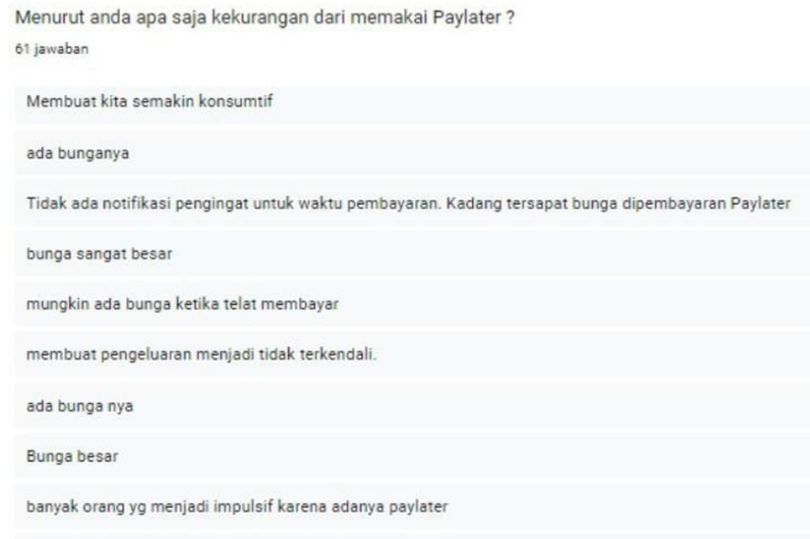 Menurut anda apa saja kekurangan dari memakai Paylater ?
61 jawaban
Membuat kita semakin konsumtif
ada bunganya
Tidak ada notifikasi pengingat untuk waktu pembayaran. Kadang tersapat bunga dipembayaran Paylater
bunga sangat besar
mungkin ada bunga ketika telat membayar
membuat pengeluaran menjadi tidak terkendali.
ada bunga nya
Bunga besar
banyak orang yg menjadi impulsif karena adanya paylater